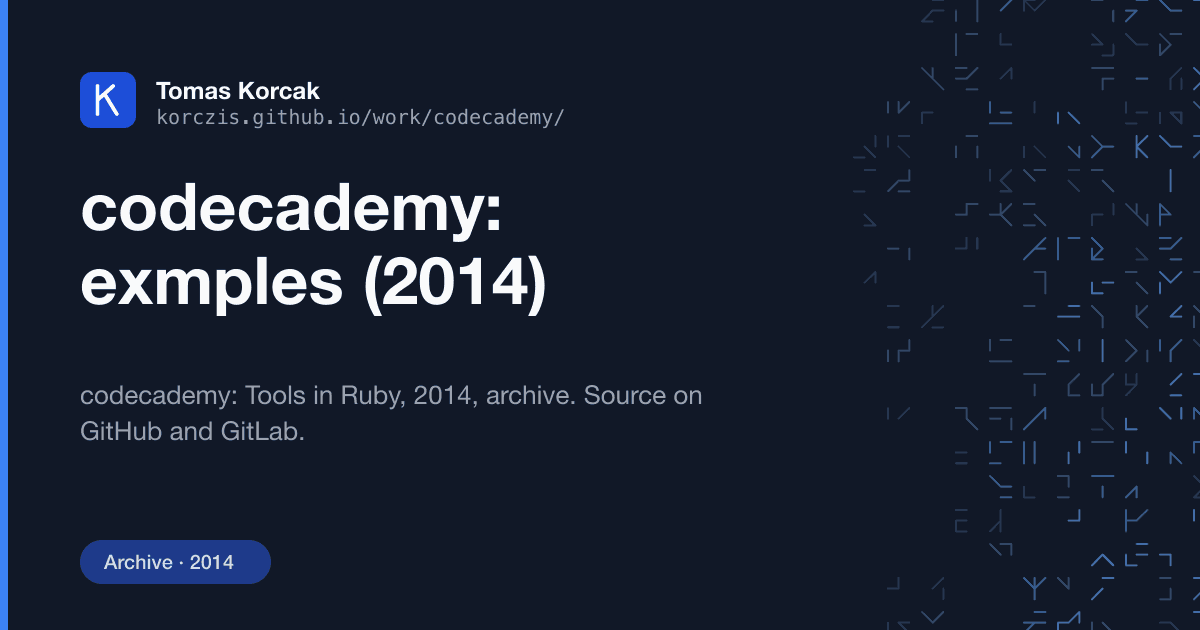 K
Tomas Korcak
korczis.github.io/work/codecademy/
codecademy:
exmples (2014)
codecademy: Tools in Ruby, 2014, archive. Source on
GitHub and GitLab.
Archive · 2014